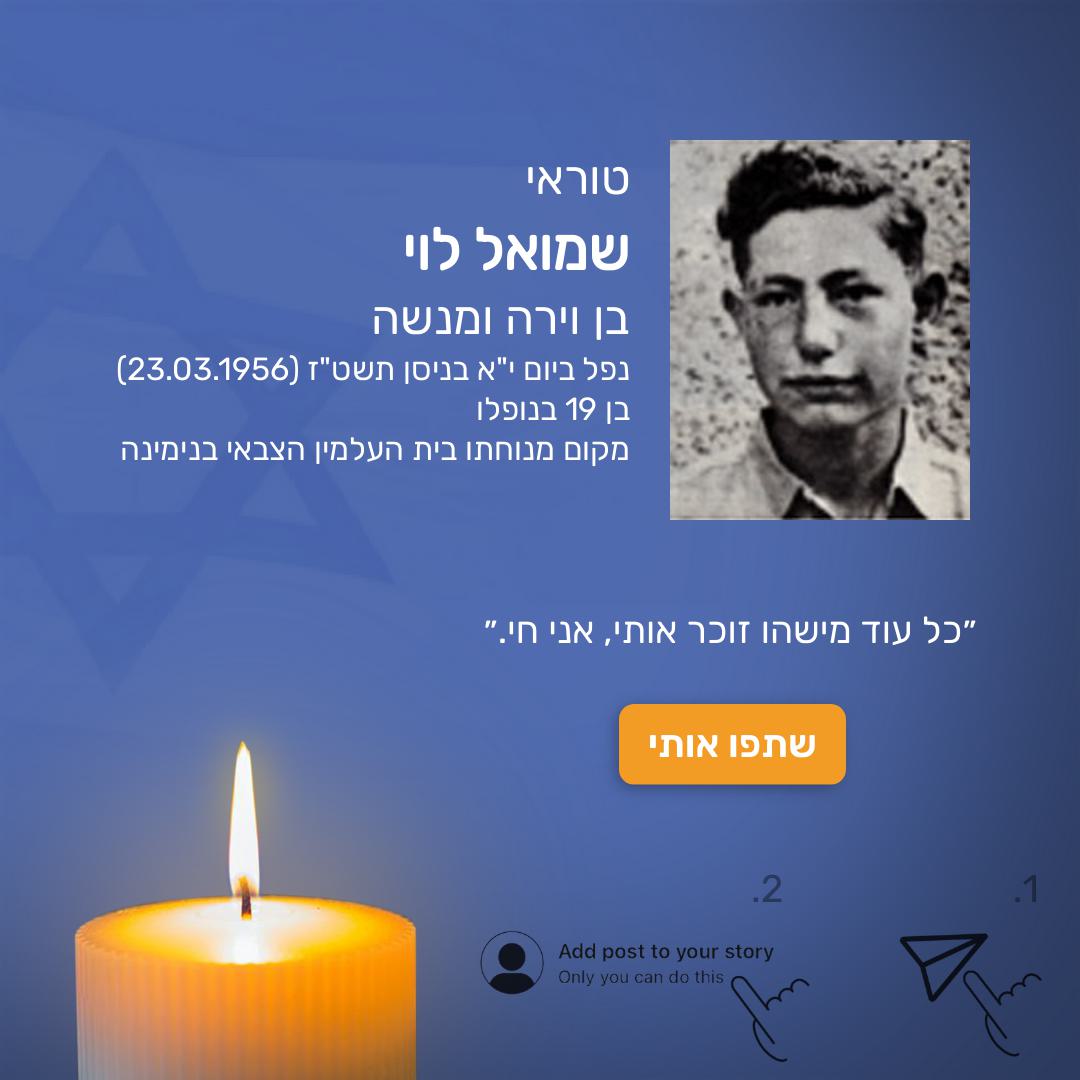 טוראי
שמואל לוי
בן וירה ומנשה
נפל ביום י"א בניסן תשט"ז (23.03.1956)
בן 19 בנופלו
מקום מנוחתו בית העלמין הצבאי בנימינה
״כל עוד מישהו זוכר אותי, אני חי.״
שתפו אותי
1.
2.
Add post to your story
Only you can do this